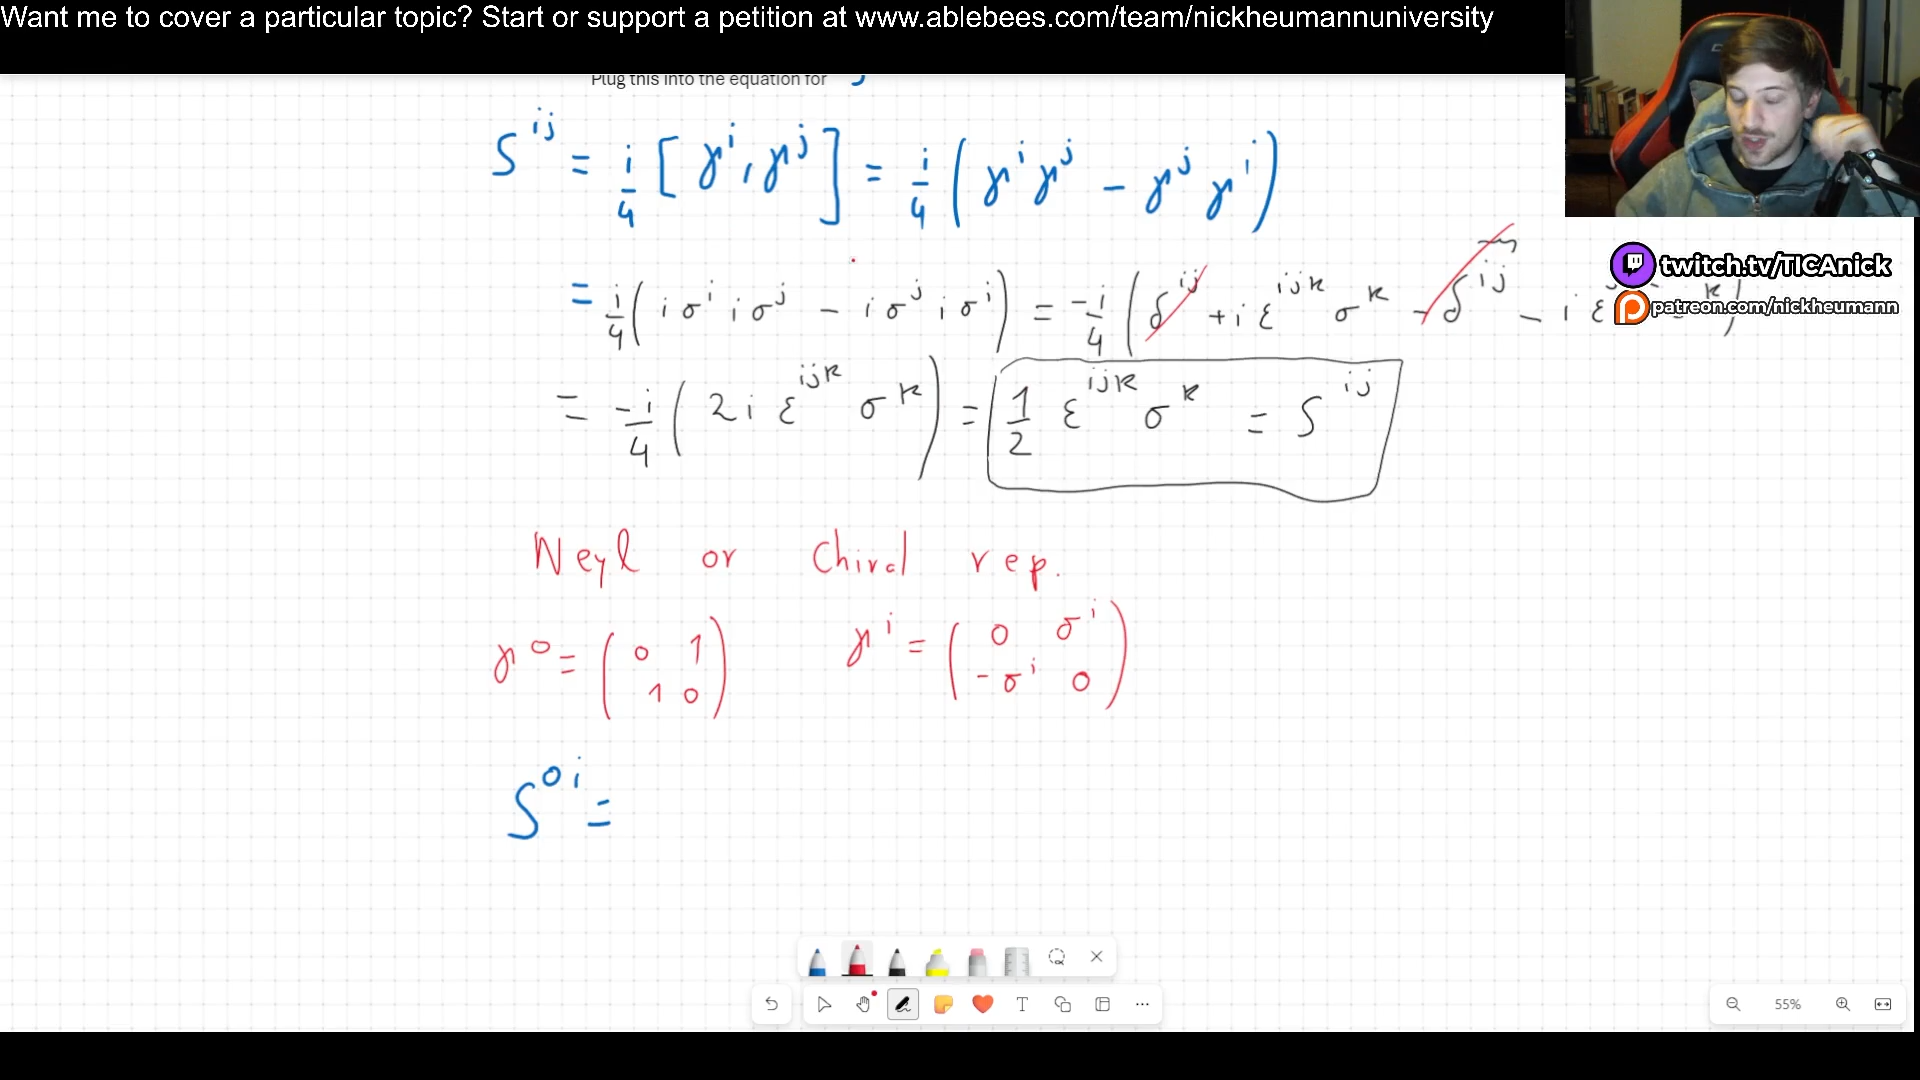 Want me to cover a particular topic? Start or support a petition at www.ablebees.com/team/nickheumannuniversity
Plug this into the equation for
S^{ij} = i/4 [γ^i, γ^j] = i/4 (γ^i γ^j - γ^j γ^i)
= i/4 (iσ^i iσ^j - iσ^j iσ^i) = -i/4 (δ^{ij} + i ε^{ijk} σ^k - δ^{ij} - i ε
twitch.tv/TICAnick
patreon.com/nickheumann
= -i/4 (2i ε^{ijk} σ^k) = 1/2 ε^{ijk} σ^k = S^{ij}
Weyl or Chiral rep.
γ^0 = (0 1
1 0) γ^i = (0 σ^i
-σ^i 0)
S^{0i} =
55%